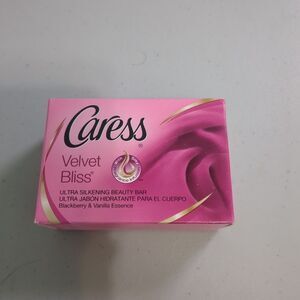 Caress®
Velvet
Bliss®
ULTRA SILKENING BEAUTY BAR
ULTRA JABÓN HIDRATANTE PARA EL CUERPO
Blackberry & Vanilla Essence